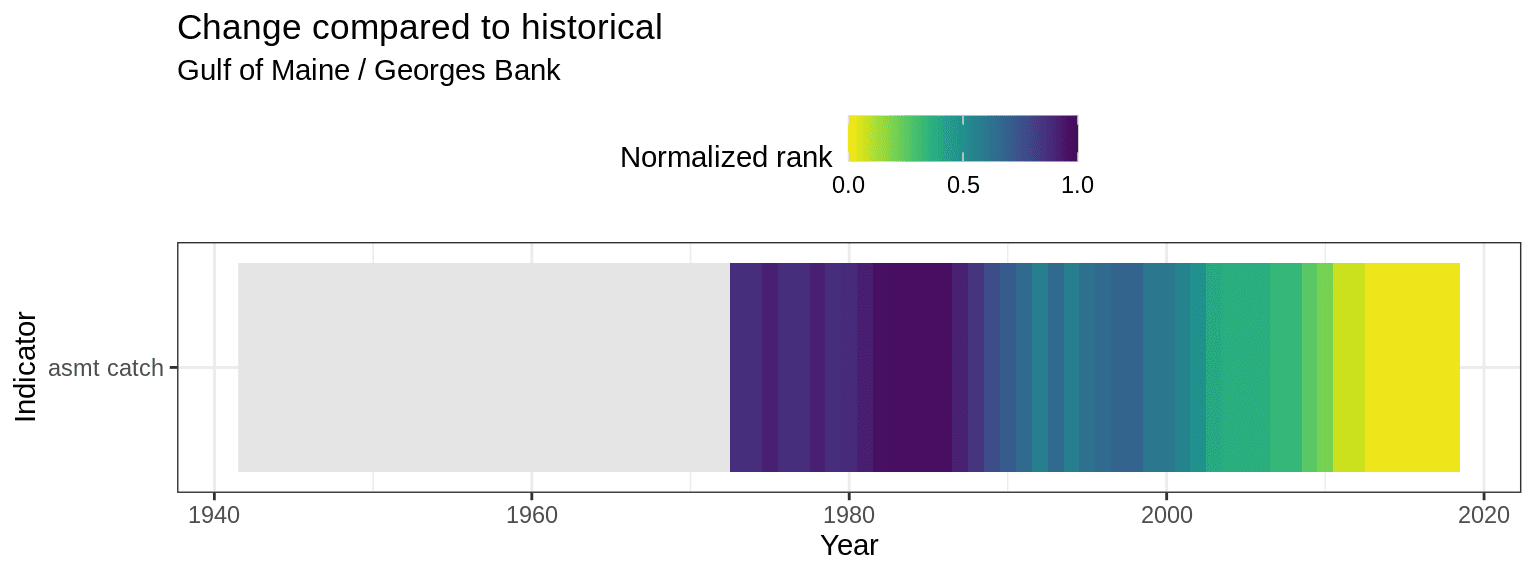 Change compared to historical
Gulf of Maine / Georges Bank
Normalized rank
0.0 0.5 1.0
Indicator
asmt catch
1940 1960 1980 2000 2020
Year